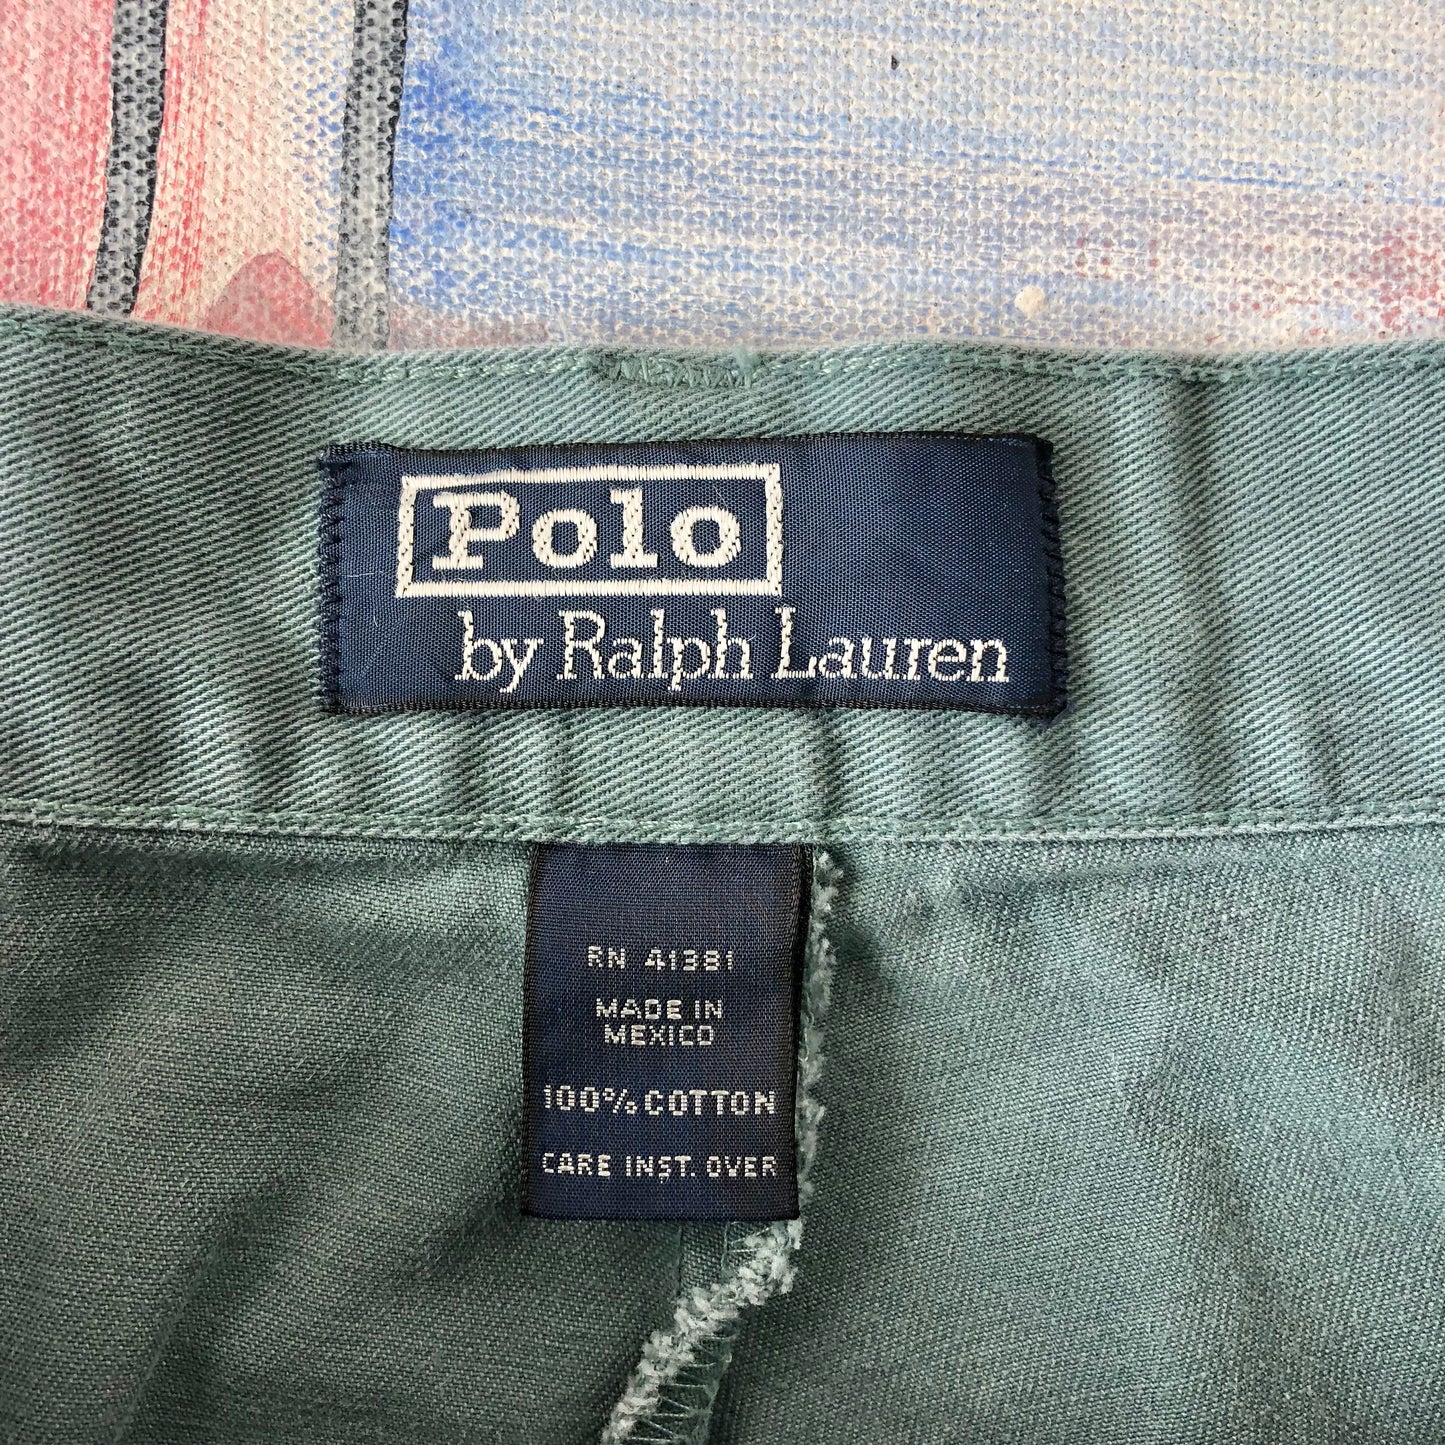 Polo
by Ralph Lauren
RN 41381
MADE IN
MEXICO
100% COTTON
CARE INST. OVER